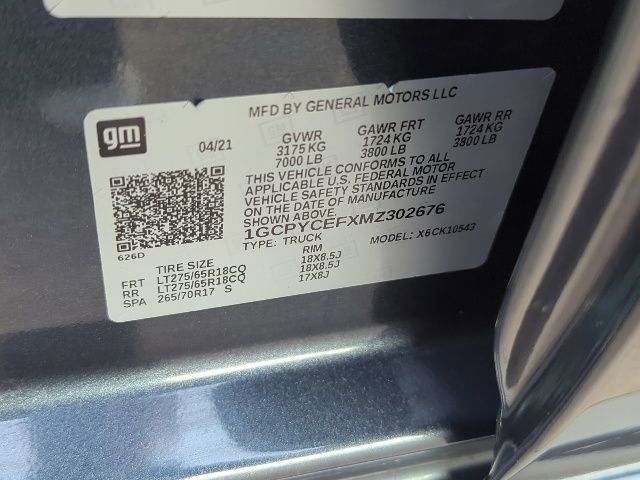 MFD BY GENERAL MOTORS LLC
gm
04/21
GVWR GAWR FRT GAWR RR
3175 KG 1724 KG 1724 KG
7000 LB 3800 LB 3800 LB
THIS VEHICLE CONFORMS TO ALL
APPLICABLE U.S. FEDERAL MOTOR
VEHICLE SAFETY STANDARDS IN EFFECT
ON THE DATE OF MANUFACTURE
SHOWN ABOVE.
1GCPYCEFXMZ302676
TYPE: TRUCK MODEL: X6CK10543
626D
TIRE SIZE RIM
FRT LT275/65R18CQ 18X8.5J
RR LT275/65R18CQ 18X8.5J
SPA 265/70R17 S 17X8J